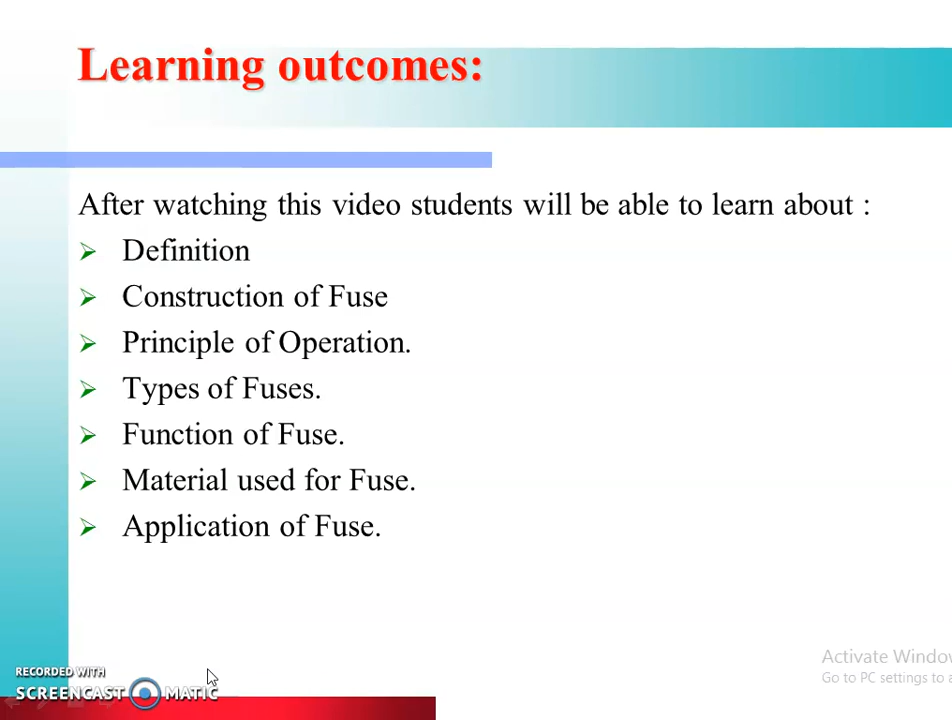 Learning outcomes:
After watching this video students will be able to learn about :
Definition
Construction of Fuse
Principle of Operation.
Types of Fuses.
Function of Fuse.
Material used for Fuse.
Application of Fuse.
Activate Window
Go to PC settings to a
RECORDED WITH
SCREENCAST MATIC